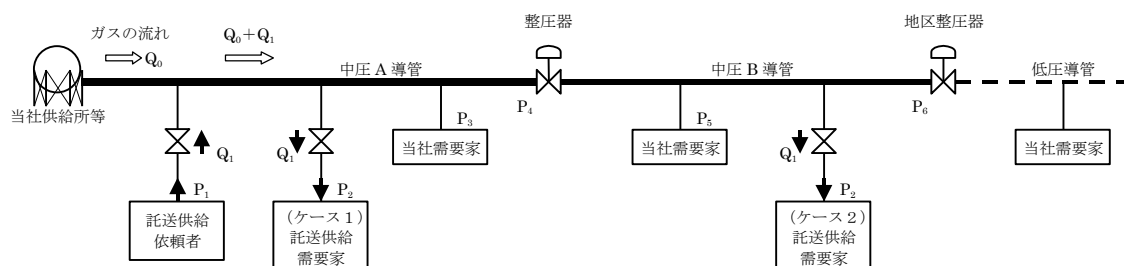 整圧器
地区整圧器
ガスの流れ
Q₀
Q₀+Q₁
中圧 A 導管
中圧 B 導管
低圧導管
当社供給所等
P₄
P₆
P₃
P₅
Q₁
Q₁
Q₁
当社需要家
当社需要家
当社需要家
P₁
P₂
P₂
託送供給
依頼者
(ケース1)
託送供給
需要家
(ケース2)
託送供給
需要家